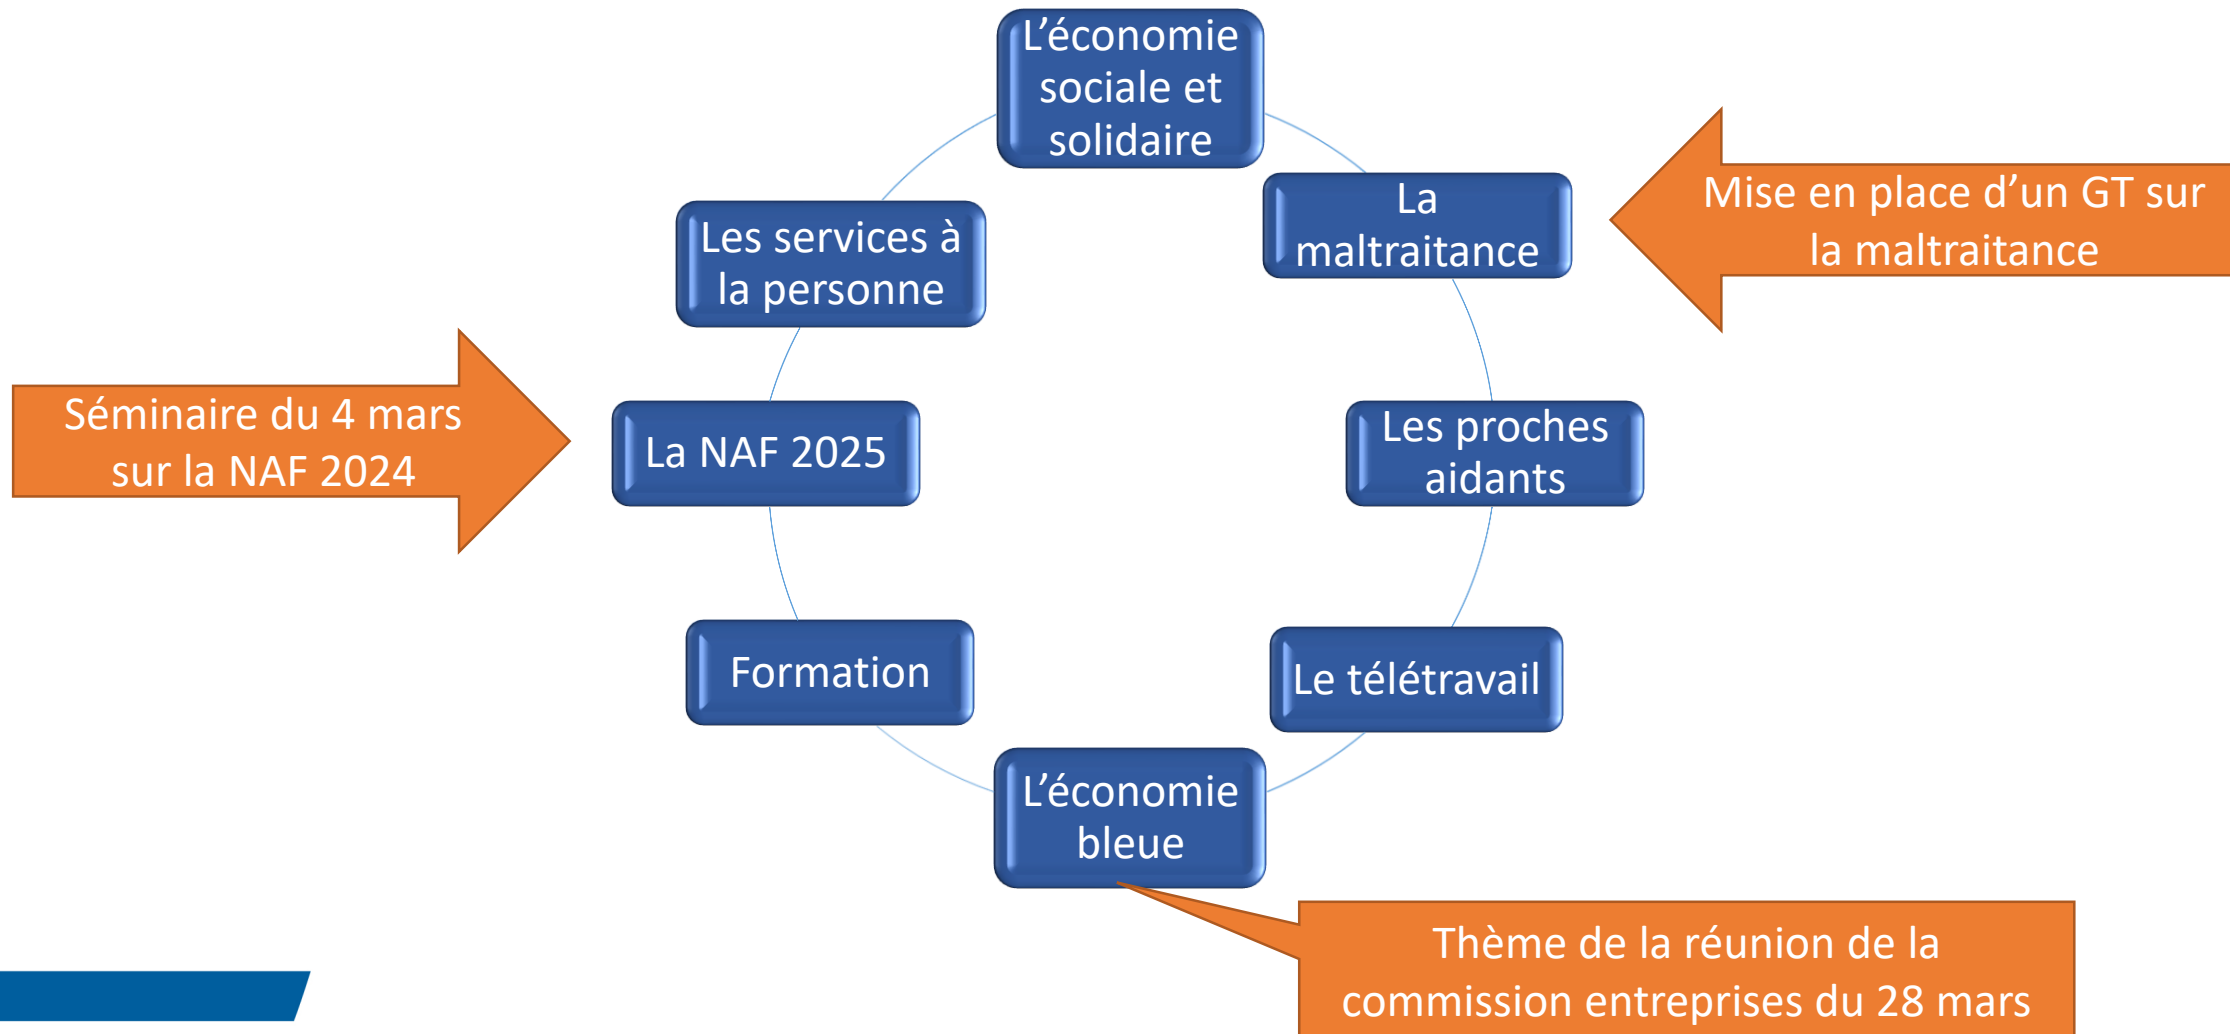 L’économie
sociale et
solidaire
La
maltraitance
Mise en place d’un GT sur
la maltraitance
Les services à
la personne
Séminaire du 4 mars
sur la NAF 2024
La NAF 2025
Les proches
aidants
Formation
Le télétravail
L’économie
bleue
Thème de la réunion de la
commission entreprises du 28 mars